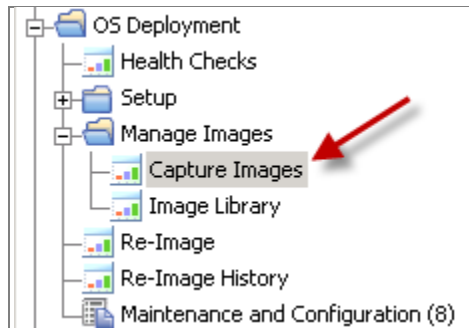 OS Deployment
Health Checks
Setup
Manage Images
Capture Images
Image Library
Re-Image
Re-Image History
Maintenance and Configuration (8)